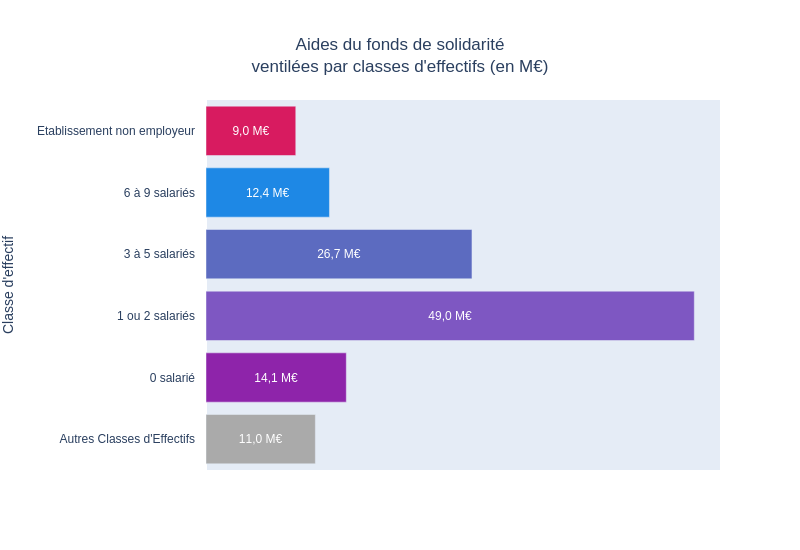 Aides du fonds de solidarité
ventilées par classes d'effectifs (en M€)
Classe d'effectif
Etablissement non employeur 9,0 M€
6 à 9 salariés 12,4 M€
3 à 5 salariés 26,7 M€
1 ou 2 salariés 49,0 M€
0 salarié 14,1 M€
Autres Classes d'Effectifs 11,0 M€